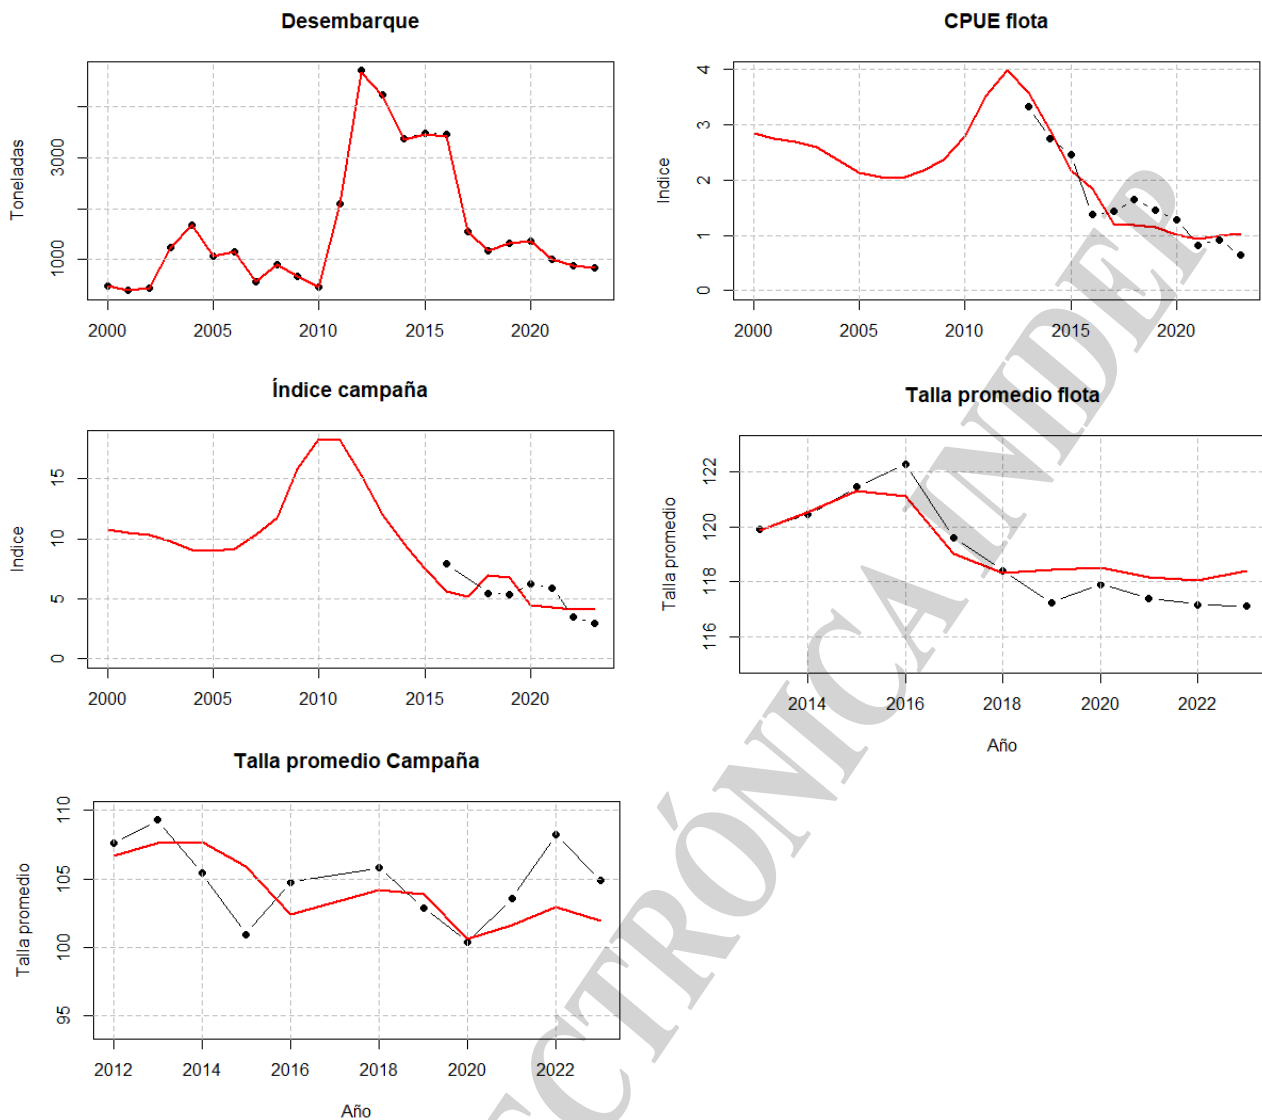 Desembarque
CPUE flota
Toneladas
1000
3000
2000 2005 2010 2015 2020
Indice
0 1 2 3 4
2000 2005 2010 2015 2020
Índice campaña
Talla promedio flota
Indice
0 5 10 15
2000 2005 2010 2015 2020
Talla promedio
116 118 120 122
2014 2016 2018 2020 2022
Año
Talla promedio Campaña
Talla promedio
95 100 105 110
2012 2014 2016 2018 2020 2022
Año
ECTRÓNICA INIDEP